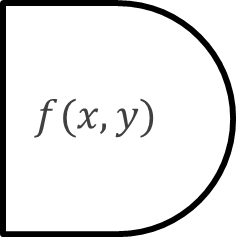 f(x, y)